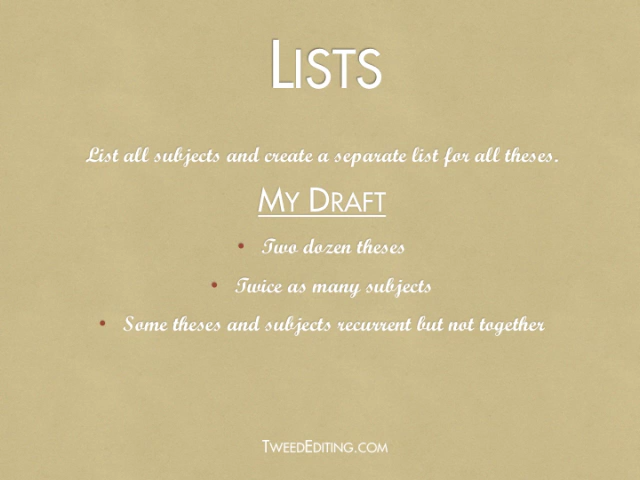 Lists
List all subjects and create a separate list for all theses.
My Draft
• Two dozen theses
• Twice as many subjects
• Some theses and subjects recurrent but not together
TweedEditing.com